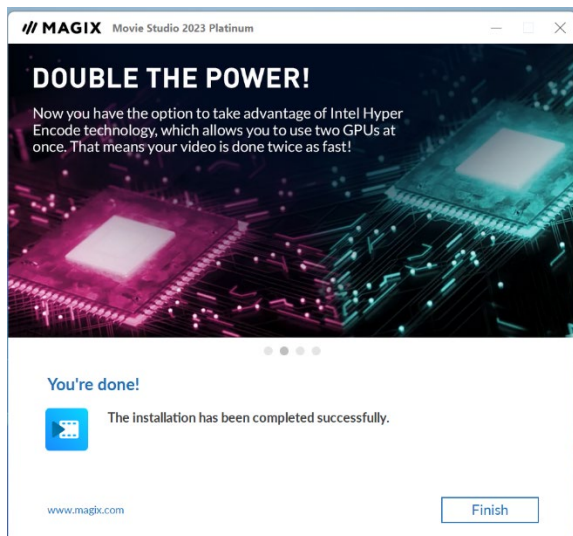 MAGIX Movie Studio 2023 Platinum
DOUBLE THE POWER!
Now you have the option to take advantage of Intel Hyper
Encode technology, which allows you to use two GPUs at
once. That means your video is done twice as fast!
You're done!
The installation has been completed successfully.
www.magix.com
Finish